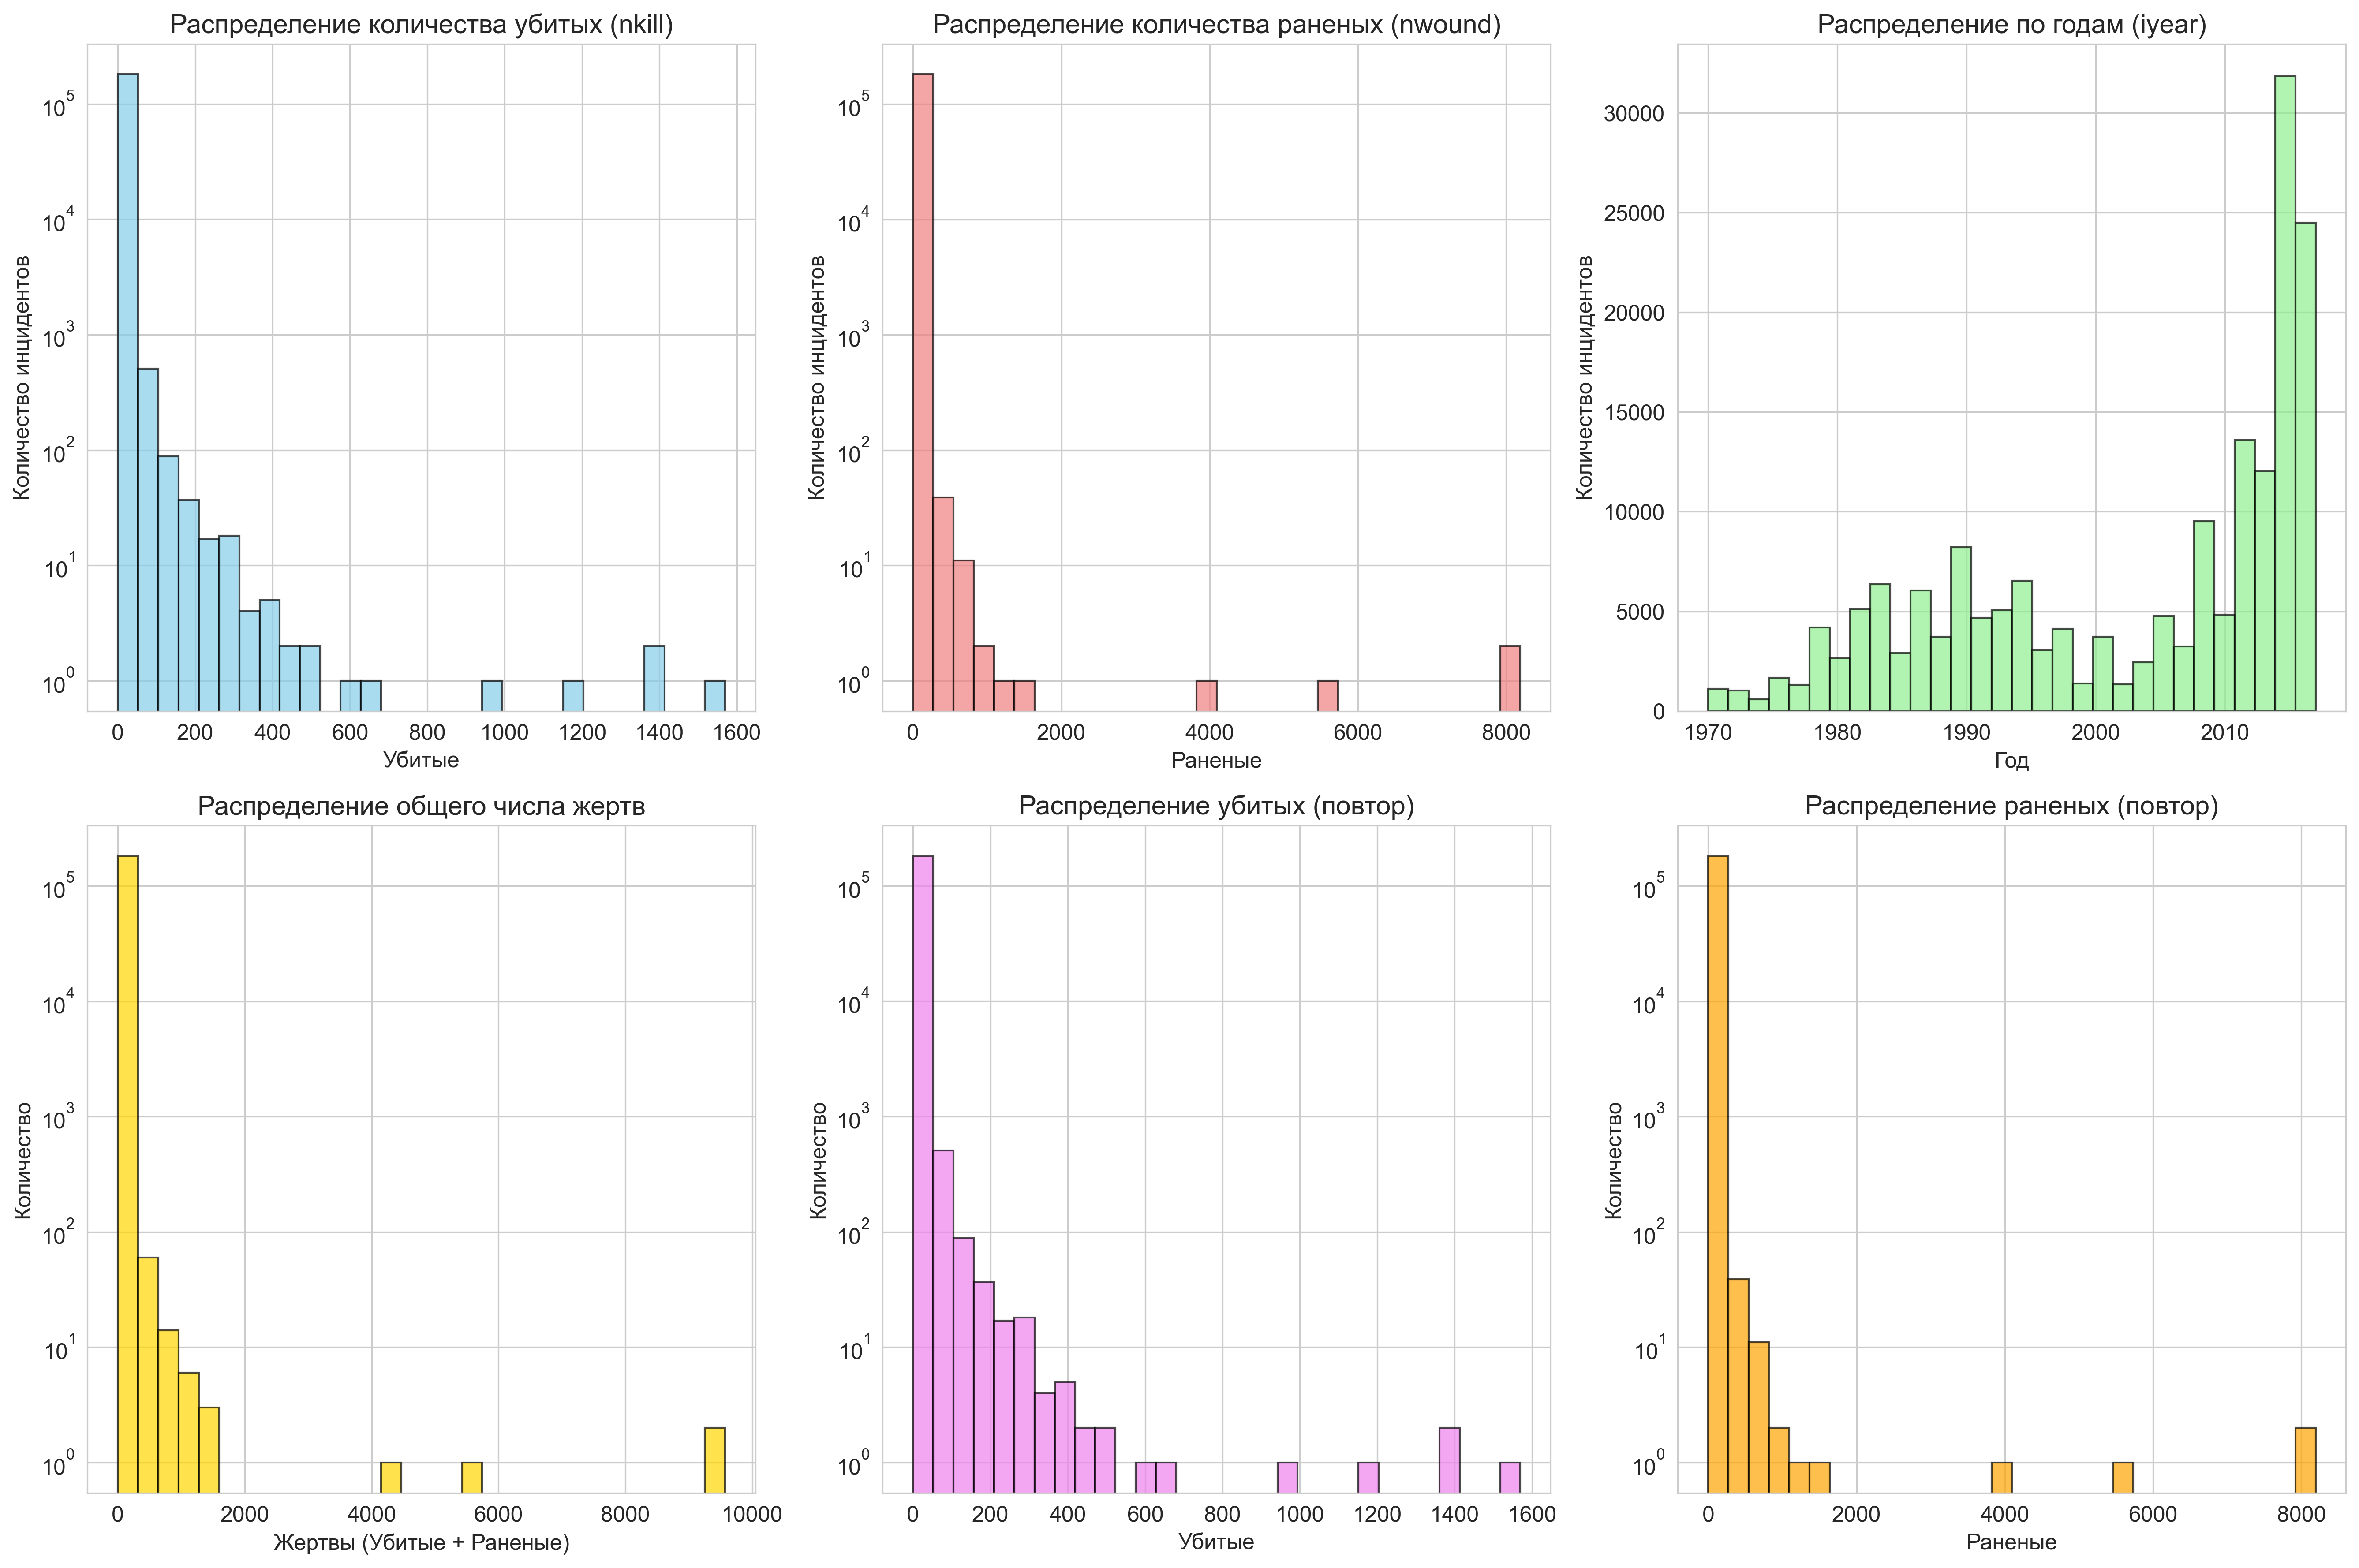 Распределение количества убитых (nkill)
Количество инцидентов
10^5
10^4
10^3
10^2
10^1
10^0
0 200 400 600 800 1000 1200 1400 1600
Убитые
Распределение количества раненых (nwound)
Количество инцидентов
10^5
10^4
10^3
10^2
10^1
10^0
0 2000 4000 6000 8000
Раненые
Распределение по годам (iyear)
Количество инцидентов
30000
25000
20000
15000
10000
5000
0
1970 1980 1990 2000 2010
Год
Распределение общего числа жертв
Количество
10^5
10^4
10^3
10^2
10^1
10^0
0 2000 4000 6000 8000 10000
Жертвы (Убитые + Раненые)
Распределение убитых (повтор)
Количество
10^5
10^4
10^3
10^2
10^1
10^0
0 200 400 600 800 1000 1200 1400 1600
Убитые
Распределение раненых (повтор)
Количество
10^5
10^4
10^3
10^2
10^1
10^0
0 2000 4000 6000 8000
Раненые